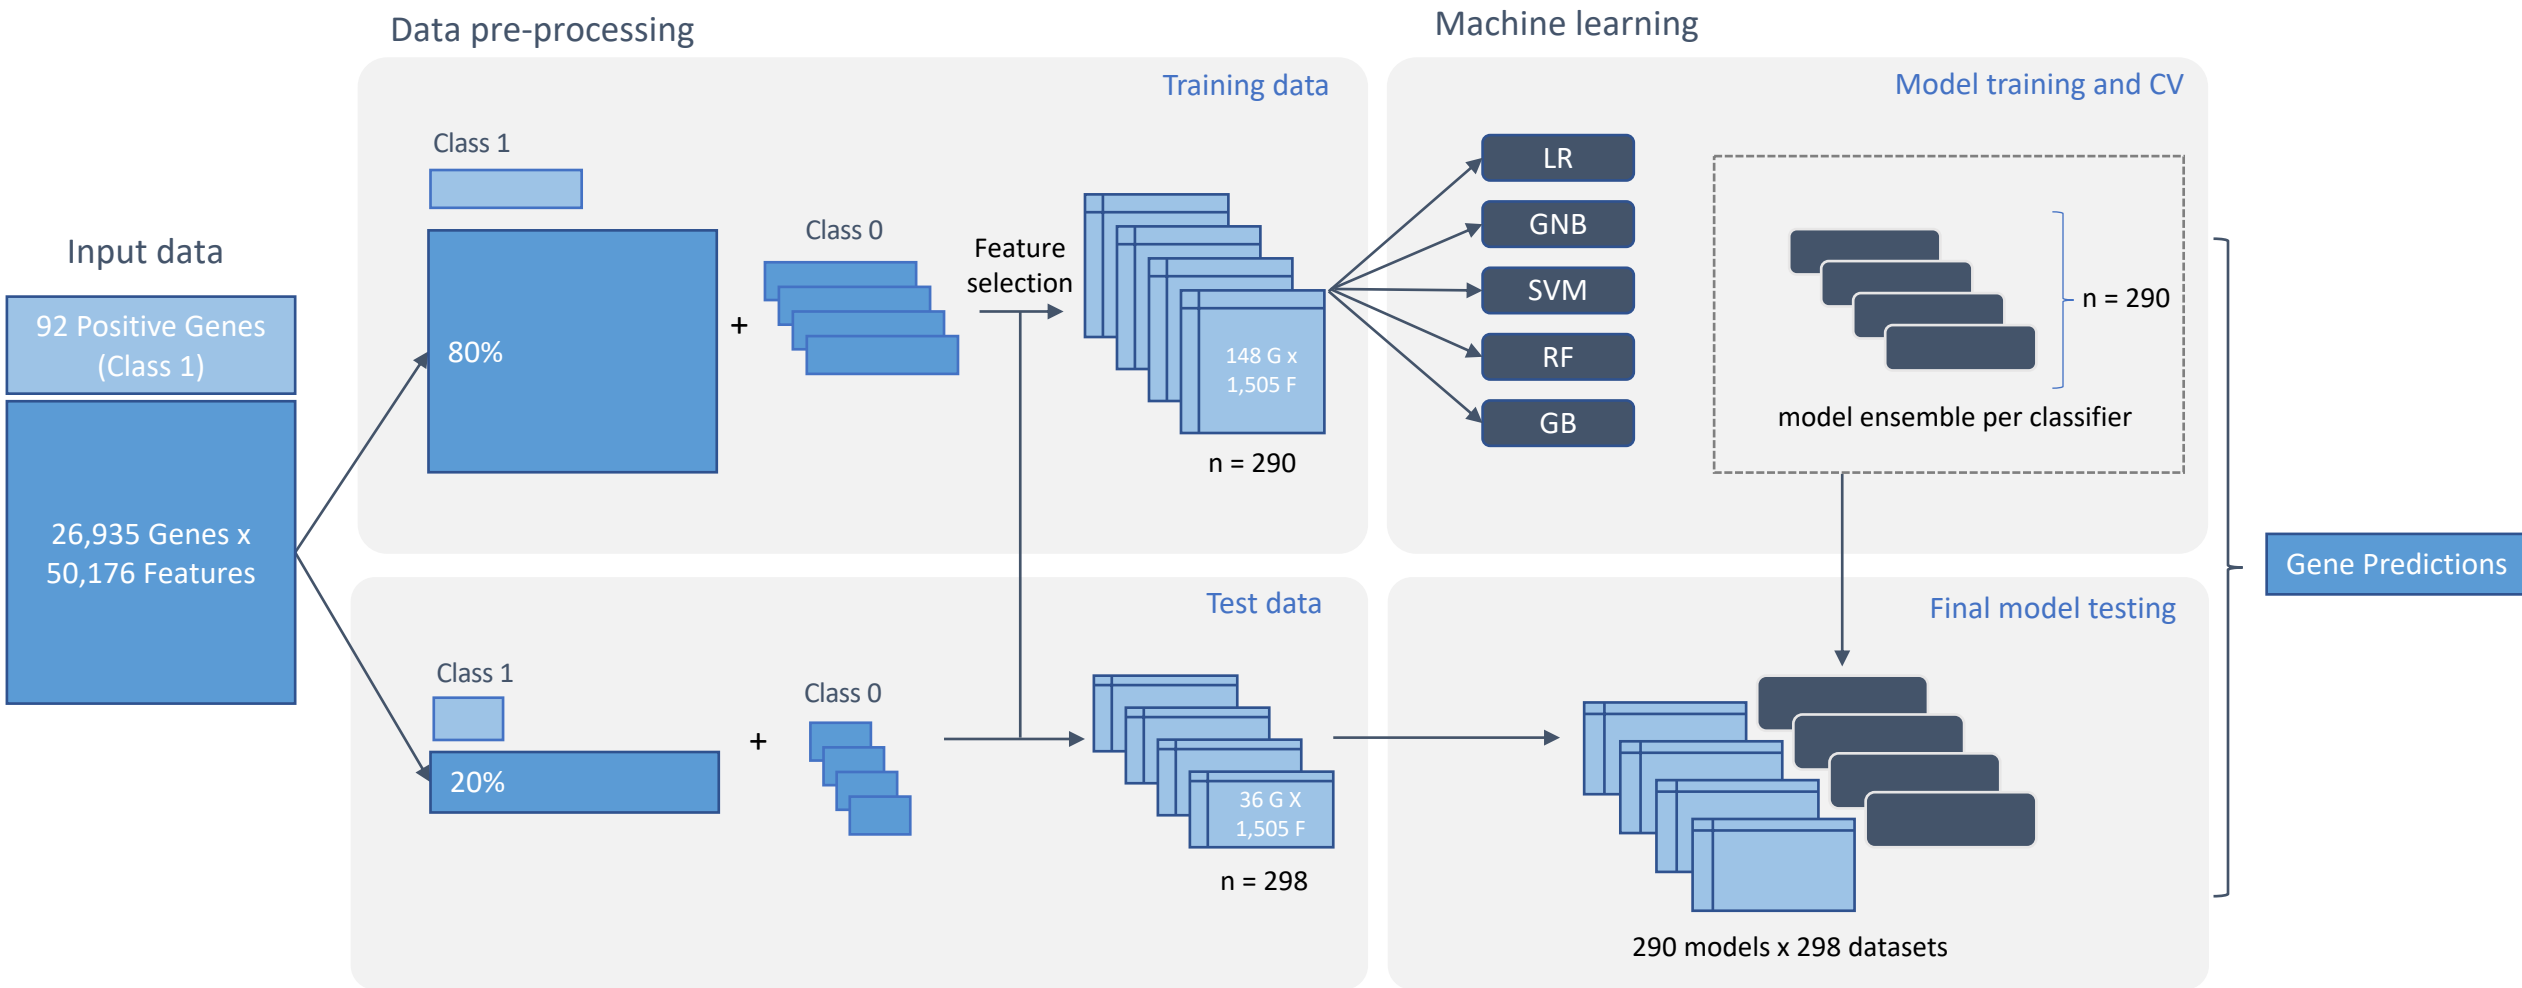 Data pre-processing
Machine learning
Input data
92 Positive Genes
(Class 1)
26,935 Genes x
50,176 Features
Training data
Class 1
80%
+
Class 0
Feature
selection
148 G x
1,505 F
n = 290
Model training and CV
LR
GNB
SVM
RF
GB
n = 290
model ensemble per classifier
Test data
Class 1
20%
+
Class 0
36 G X
1,505 F
n = 298
Final model testing
290 models x 298 datasets
Gene Predictions